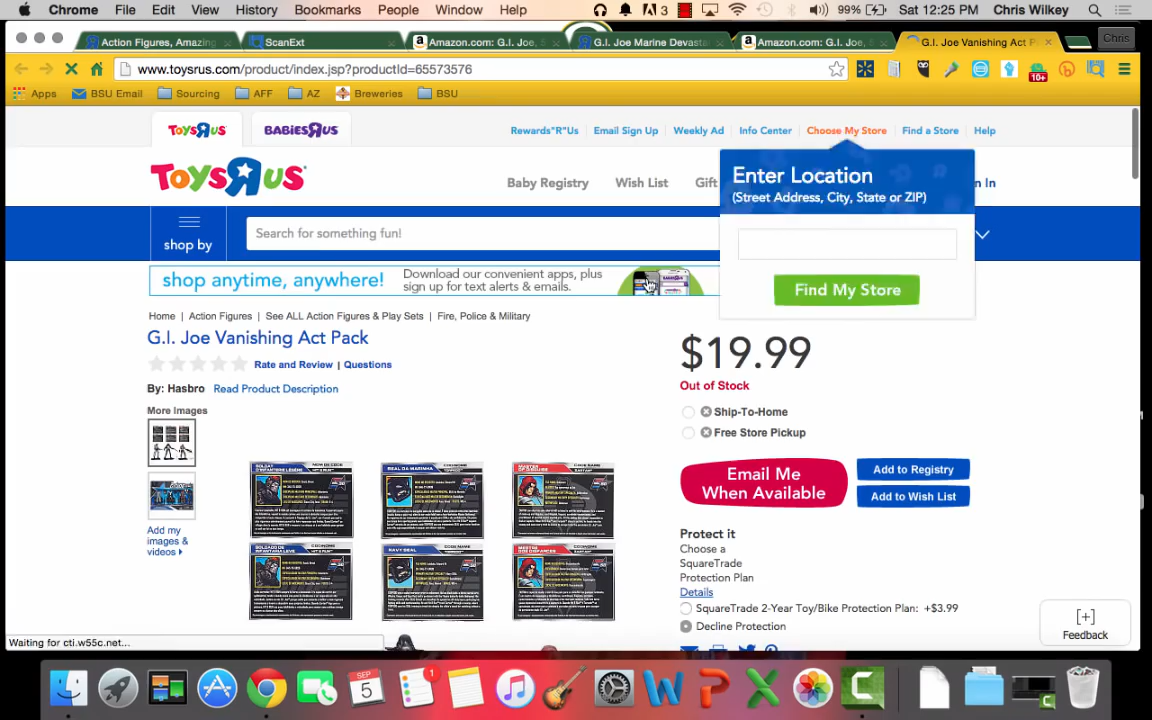 Chrome File Edit View History Bookmarks People Window Help 3 99% Sat 12:25 PM Chris Wilkey
Action Figures, Amazing ScanExt Amazon.com: G.I. Joe, S G.I. Joe Marine Devasta Amazon.com: G.I. Joe, S G.I. Joe Vanishing Act P Chris
www.toysrus.com/product/index.jsp?productId=65573576 10+
Apps BSU Email Sourcing AFF AZ Breweries BSU
TOYSЯUS BABIESЯUS Rewards"R"Us Email Sign Up Weekly Ad Info Center Choose My Store Find a Store Help
TOYSЯUS Baby Registry Wish List Gift n In
Enter Location
(Street Address, City, State or ZIP)
Find My Store
shop by
Search for something fun!
shop anytime, anywhere!
Download our convenient apps, plus
sign up for text alerts & emails.
Home | Action Figures | See ALL Action Figures & Play Sets | Fire, Police & Military
G.I. Joe Vanishing Act Pack
Rate and Review | Questions
By: Hasbro Read Product Description
More Images
Add my
images &
videos
$19.99
Out of Stock
Ship-To-Home
Free Store Pickup
Email Me
When Available
Add to Registry
Add to Wish List
Protect it
Choose a
SquareTrade
Protection Plan
Details
SquareTrade 2-Year Toy/Bike Protection Plan: +$3.99
Decline Protection
[+]
Feedback
Waiting for cti.w55c.net...
SEP
5
1